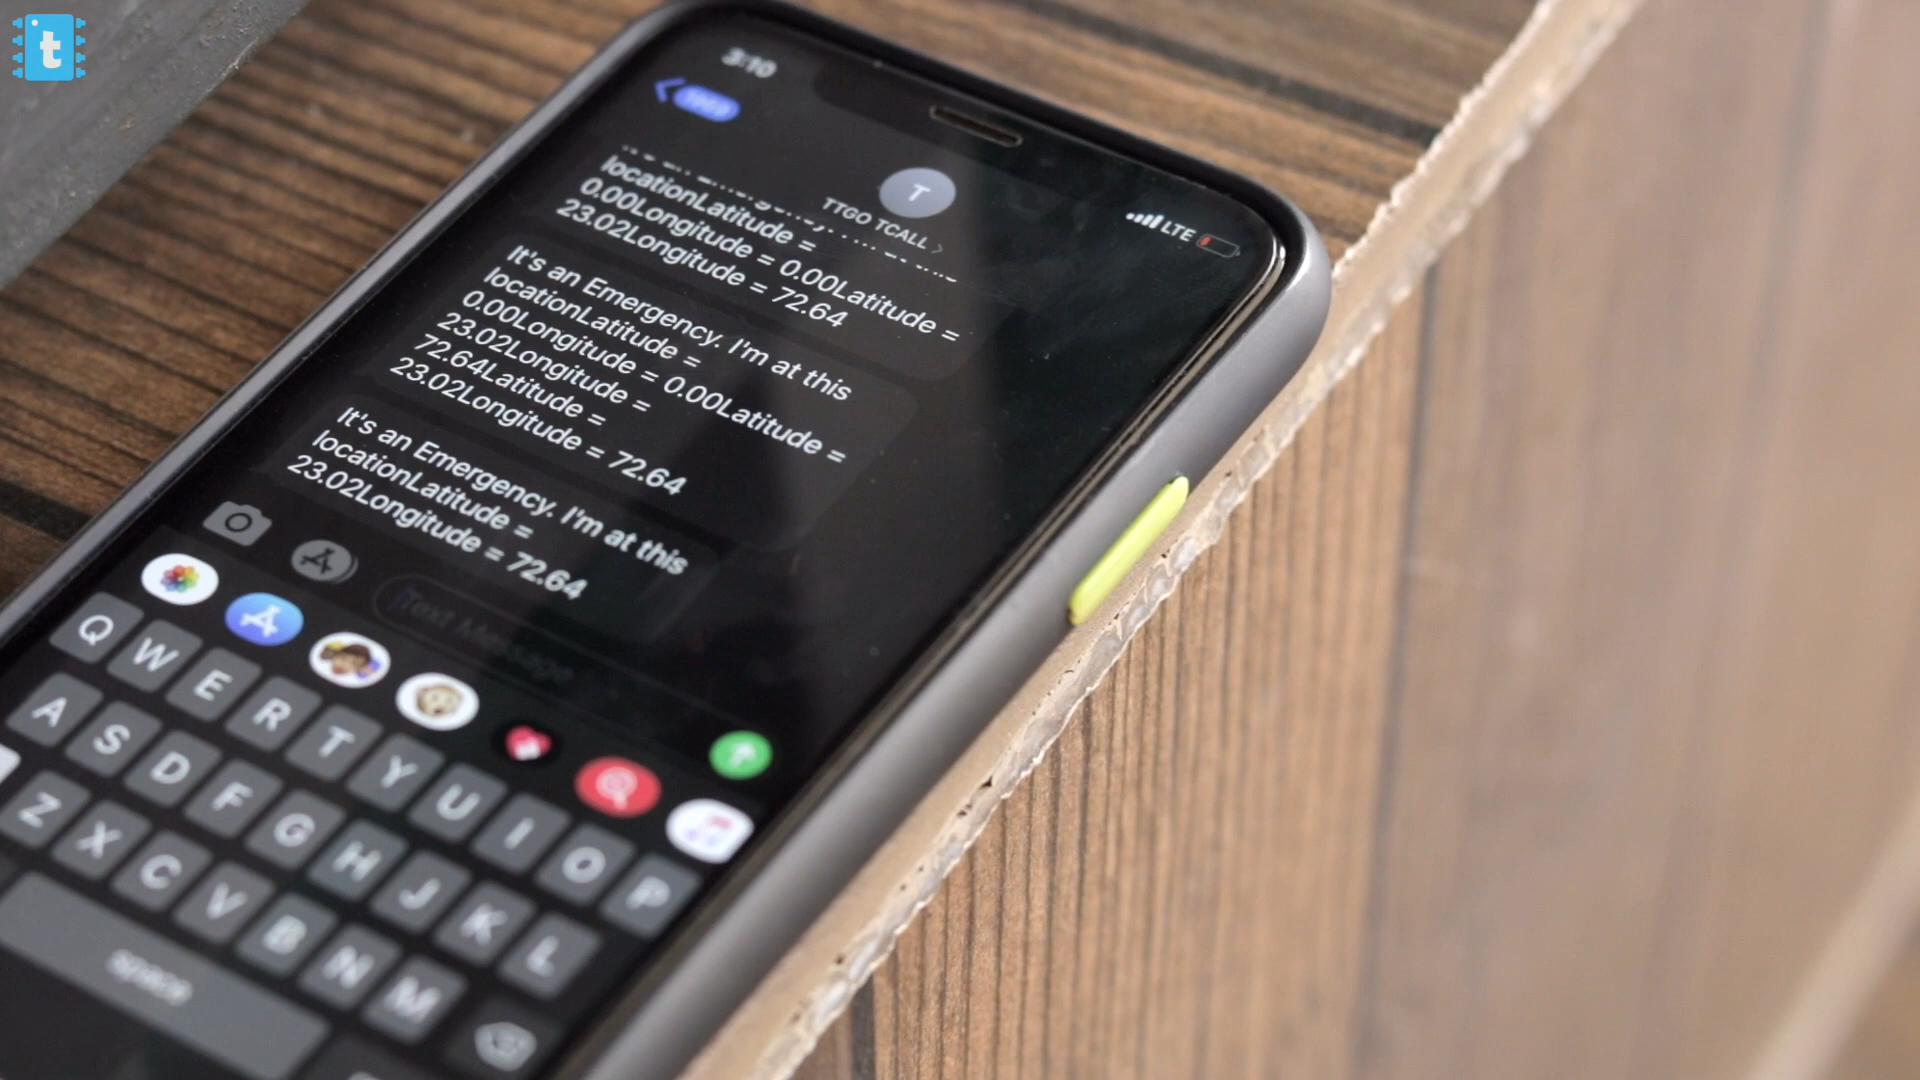 t
3:10
T
TTGO TCALL >
LTE
locationLatitude =
0.00Longitude = 0.00Latitude =
23.02Longitude = 72.64
It's an Emergency. I'm at this
locationLatitude =
0.00Longitude = 0.00Latitude =
23.02Longitude =
72.64Latitude =
23.02Longitude = 72.64
It's an Emergency. I'm at this
locationLatitude =
23.02Longitude = 72.64
Text Message
Q W E R T Y U I O P
A S D F G H J K L
Z X C V B N M
space